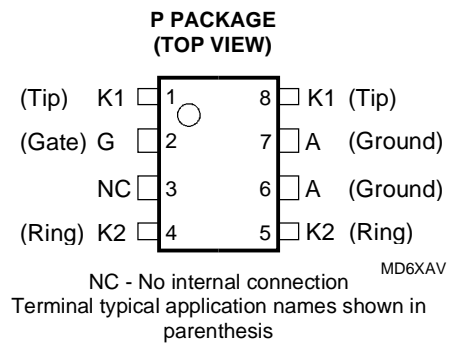 P PACKAGE
(TOP VIEW)
(Tip) K1 1 8 K1 (Tip)
(Gate) G 2 7 A (Ground)
NC 3 6 A (Ground)
(Ring) K2 4 5 K2 (Ring)
MD6XAV
NC - No internal connection
Terminal typical application names shown in
parenthesis